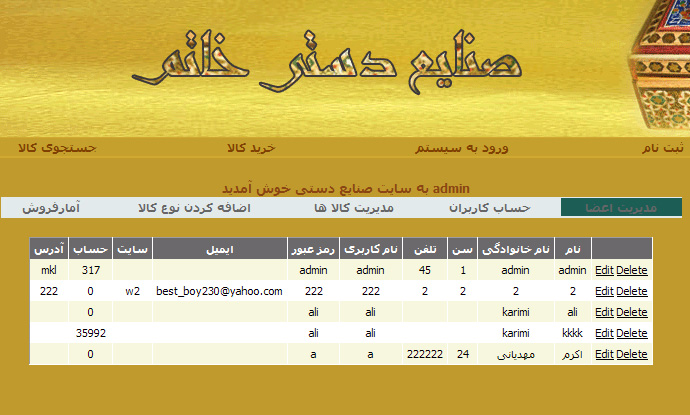 صنایع دستی خاتم
ثبت نام ورود به سیستم خرید کالا جستجوی کالا
admin به سایت صنایع دستی خوش آمدید
مدیریت اعضا حساب کاربران مدیریت کالا ها اضافه کردن نوع کالا آمارفروش
نام نام خانوادگی سن تلفن نام کاربری رمز عبور ایمیل سایت حساب آدرس
Edit Delete admin admin 1 45 admin admin 317 mkl
Edit Delete 2 2 2 2 222 222 best_boy230@yahoo.com w2 0 222
Edit Delete ali karimi ali ali 0
Edit Delete kkkk karimi ali ali 35992
Edit Delete اکرم مهدیانی 24 222222 a a 0